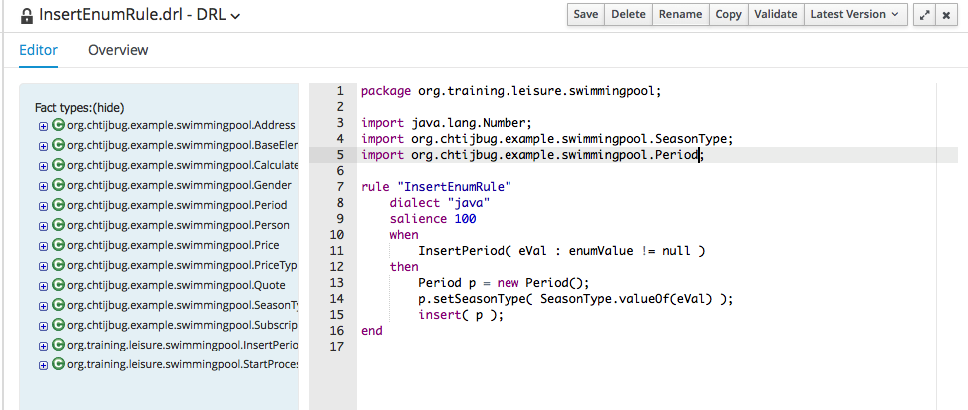 InsertEnumRule.drl - DRL
Save Delete Rename Copy Validate Latest Version
Editor Overview
Fact types:(hide)
org.chtijbug.example.swimmingpool.Address
org.chtijbug.example.swimmingpool.BaseEler
org.chtijbug.example.swimmingpool.Calculate
org.chtijbug.example.swimmingpool.Gender
org.chtijbug.example.swimmingpool.Period
org.chtijbug.example.swimmingpool.Person
org.chtijbug.example.swimmingpool.Price
org.chtijbug.example.swimmingpool.PriceTyp
org.chtijbug.example.swimmingpool.Quote
org.chtijbug.example.swimmingpool.SeasonTy
org.chtijbug.example.swimmingpool.Subscrip
org.training.leisure.swimmingpool.InsertPerio
org.training.leisure.swimmingpool.StartProces
1 package org.training.leisure.swimmingpool;
2
3 import java.lang.Number;
4 import org.chtijbug.example.swimmingpool.SeasonType;
5 import org.chtijbug.example.swimmingpool.Period;
6
7 rule "InsertEnumRule"
8 dialect "java"
9 salience 100
10 when
11 InsertPeriod( eVal : enumValue != null )
12 then
13 Period p = new Period();
14 p.setSeasonType( SeasonType.valueOf(eVal) );
15 insert( p );
16 end
17